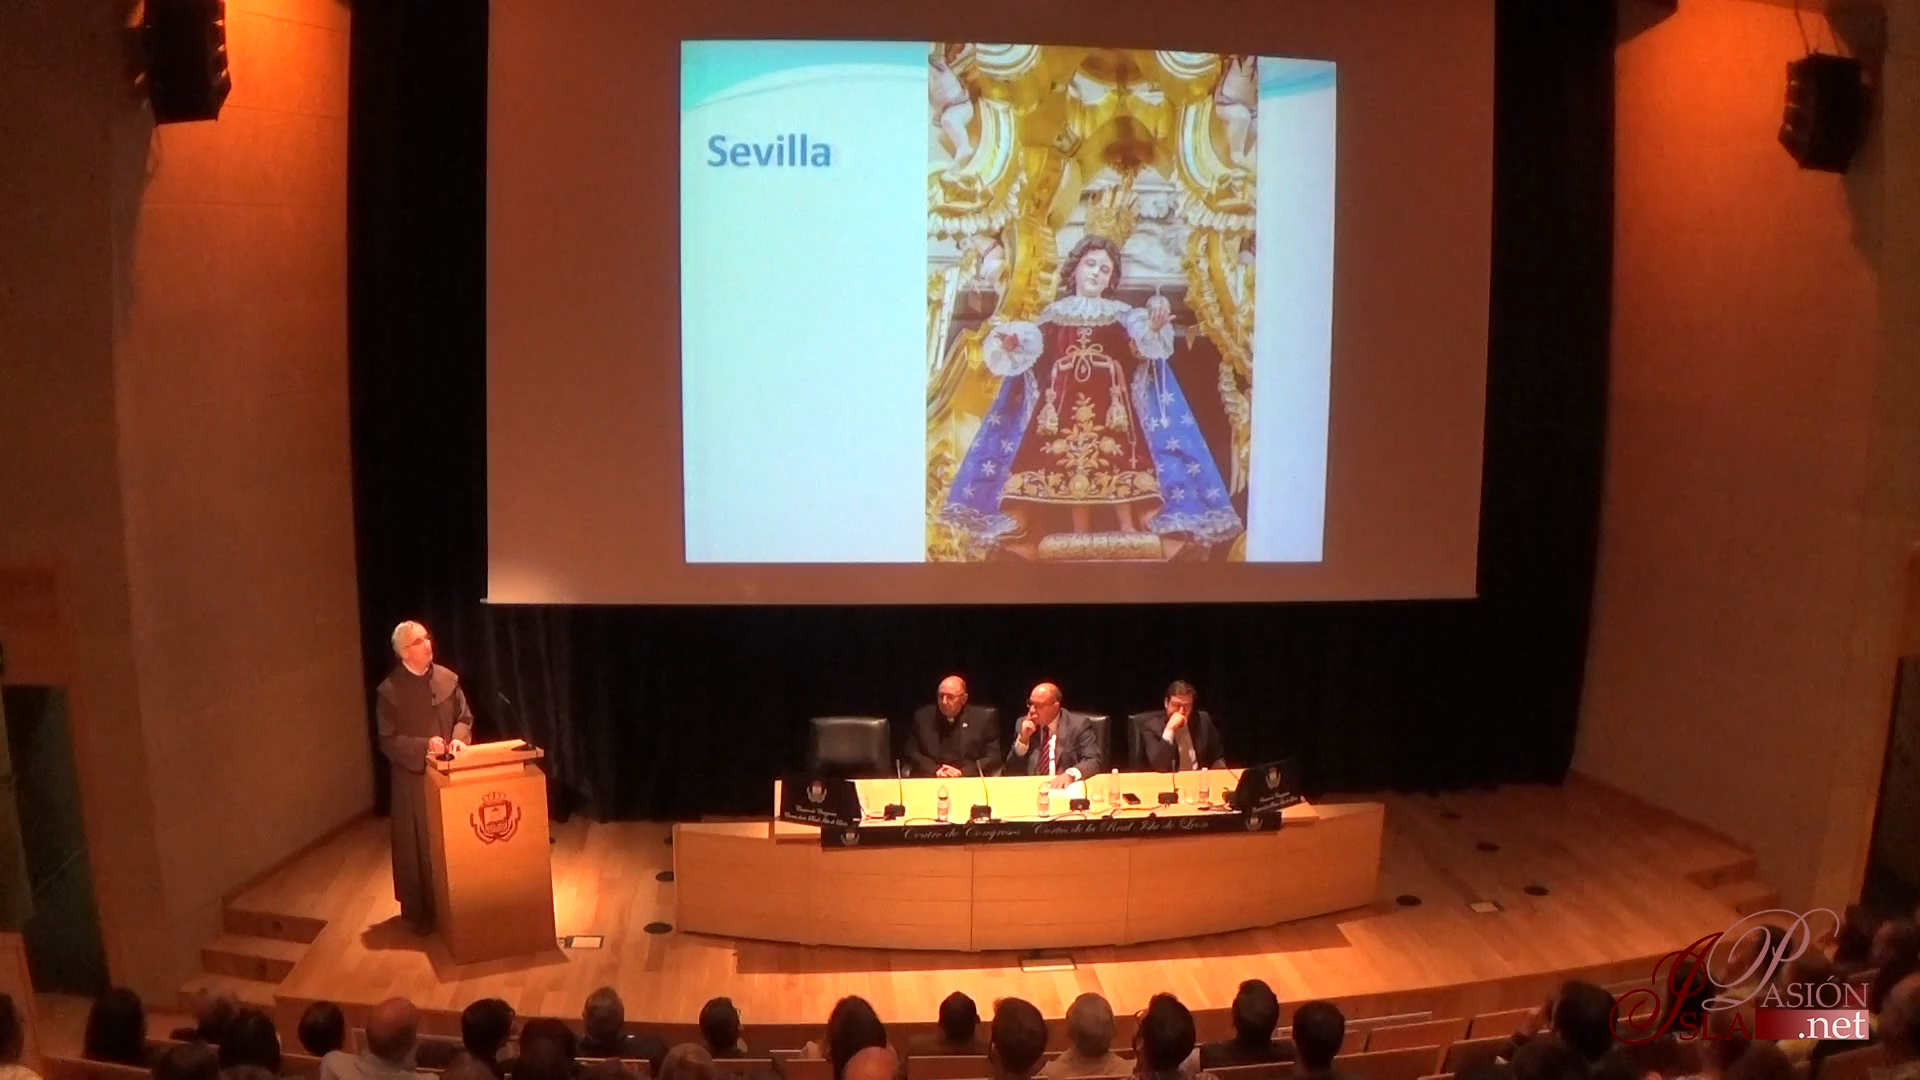 Sevilla
Centro de Congresos Cortes de la Real Isla de León
ISLA PASIÓN
.net